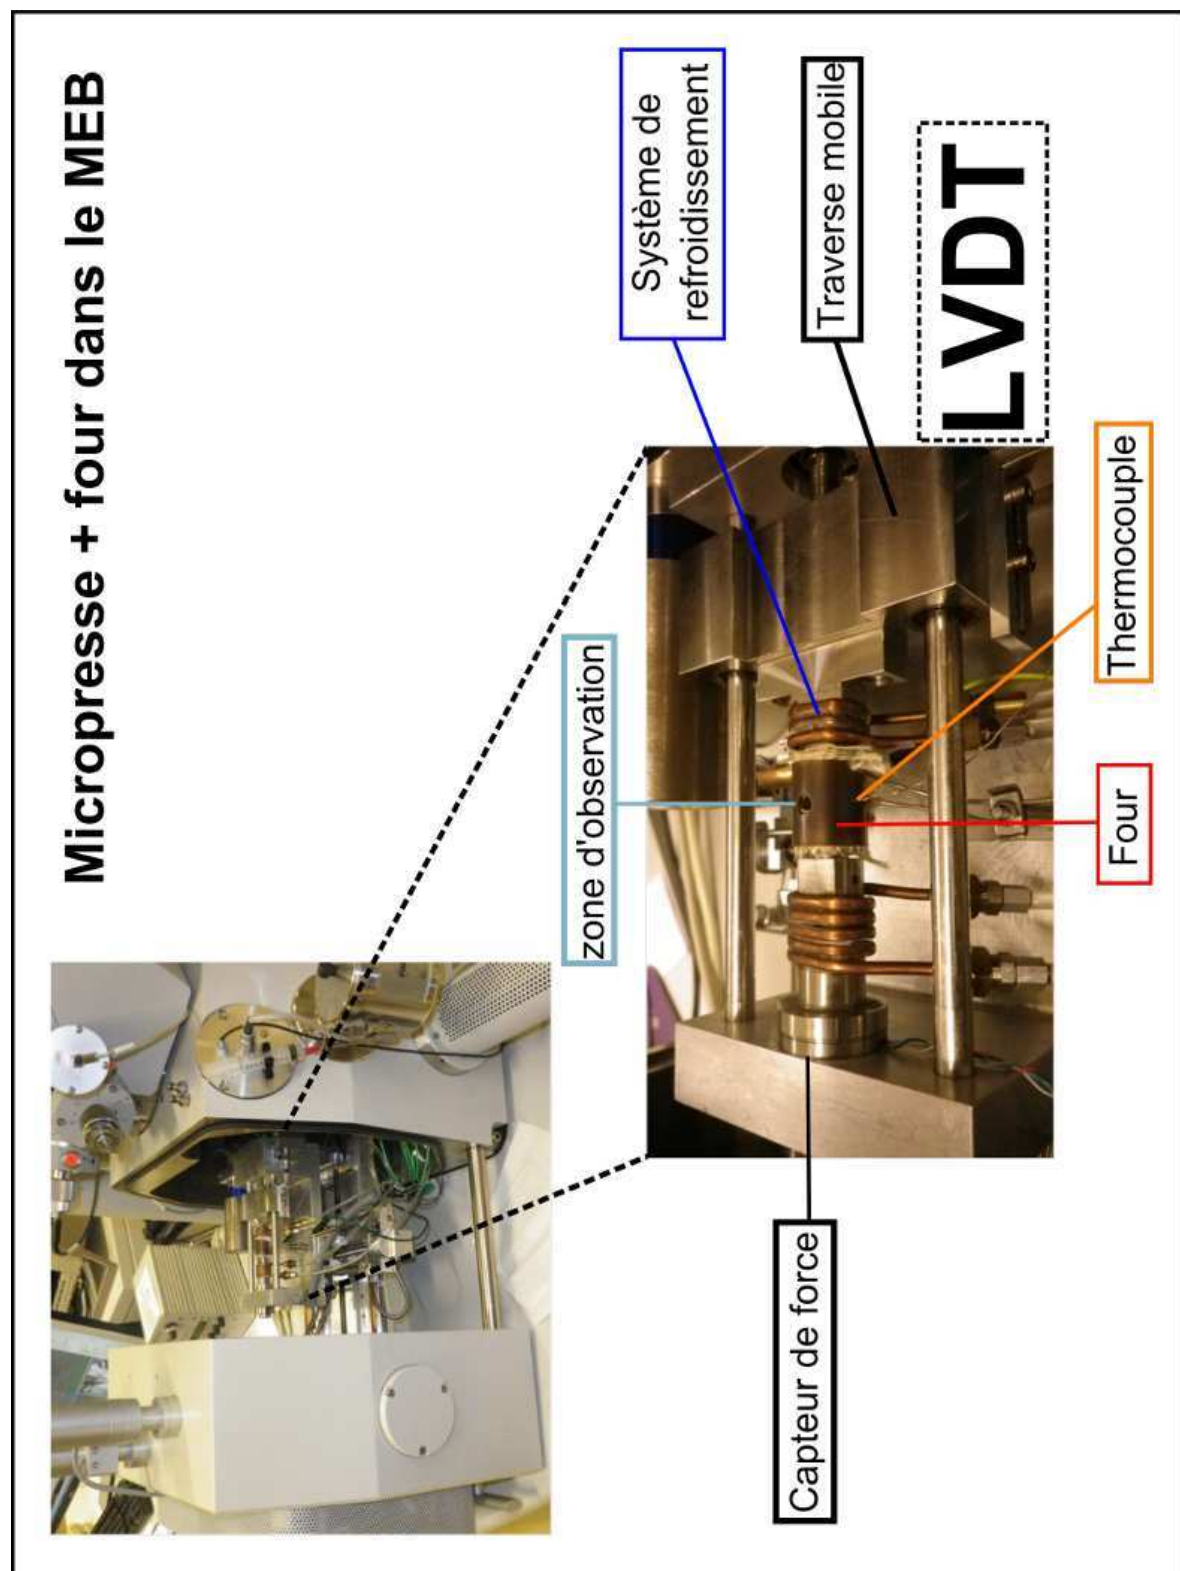 Micropresse + four dans le MEB
Système de
refroidissement
Traverse mobile
LVDT
zone d'observation
Thermocouple
Four
Capteur de force